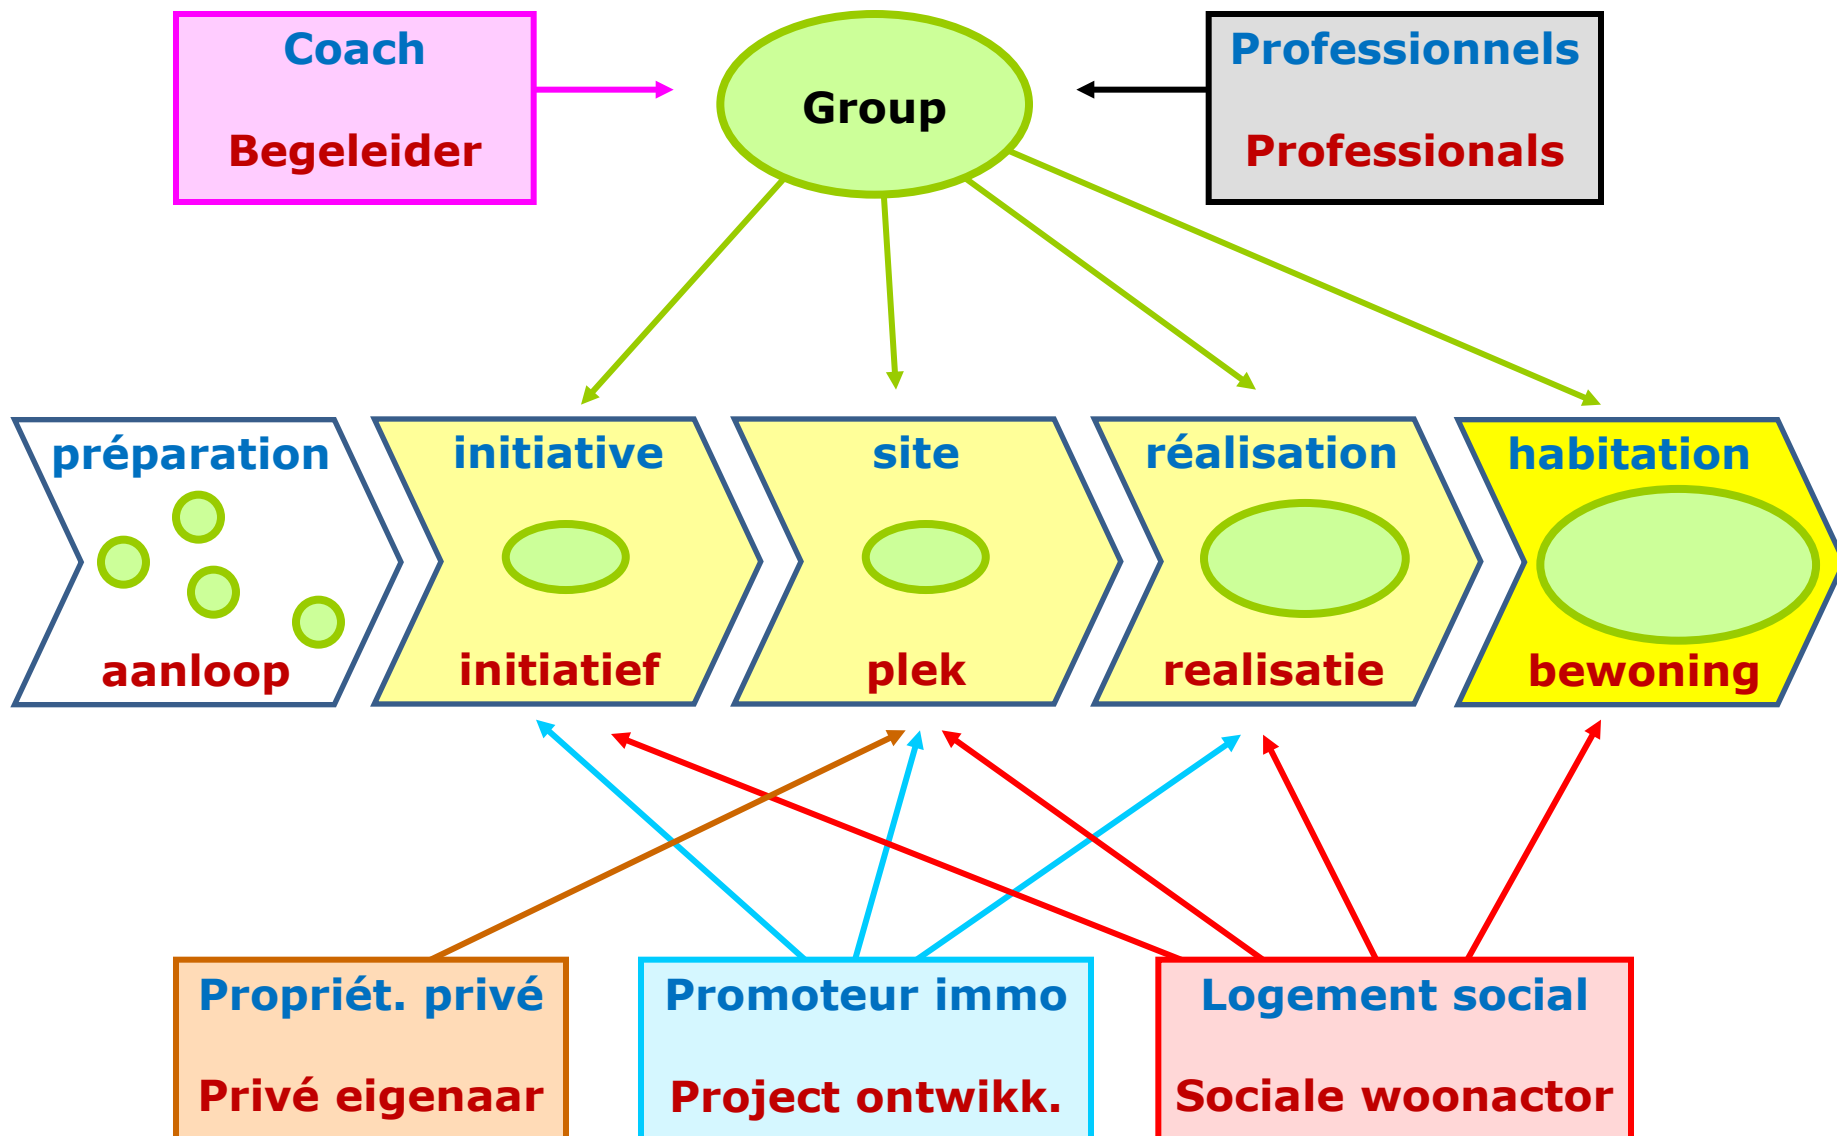 Coach
Begeleider
Group
Professionnels
Professionals
préparation
aanloop
initiative
initiatief
site
plek
réalisation
realisatie
habitation
bewoning
Propriét. privé
Privé eigenaar
Promoteur immo
Project ontwikk.
Logement social
Sociale woonactor